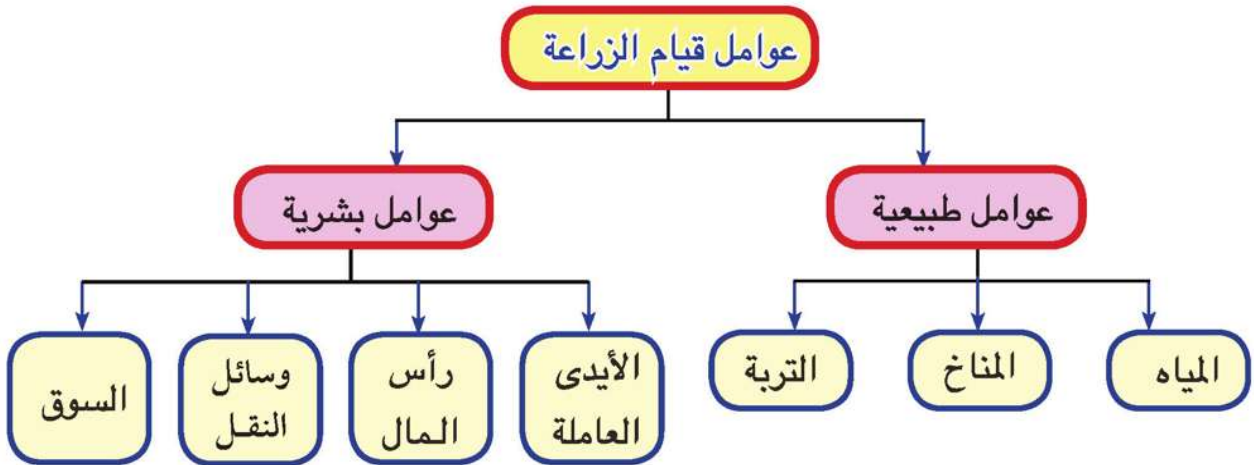 عوامل قيام الزراعة
عوامل طبيعية
عوامل بشرية
المياه
المناخ
التربة
الأيدى
العاملة
رأس
المال
وسائل
النقل
السوق